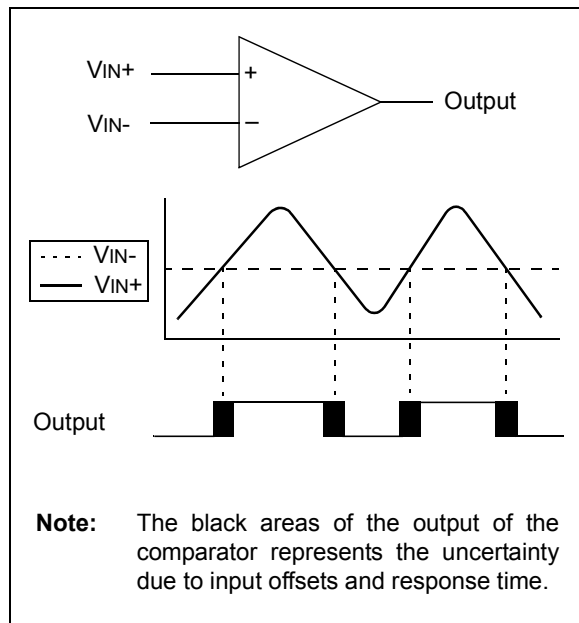 VIN+
+
Output
VIN-
–
VIN-
VIN+
Output
Note: The black areas of the output of the
comparator represents the uncertainty
due to input offsets and response time.